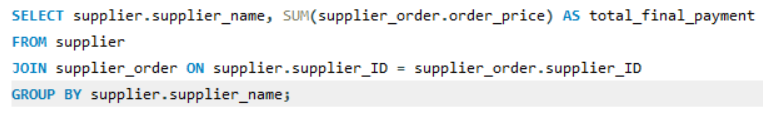 SELECT supplier.supplier_name, SUM(supplier_order.order_price) AS total_final_payment
FROM supplier
JOIN supplier_order ON supplier.supplier_ID = supplier_order.supplier_ID
GROUP BY supplier.supplier_name;